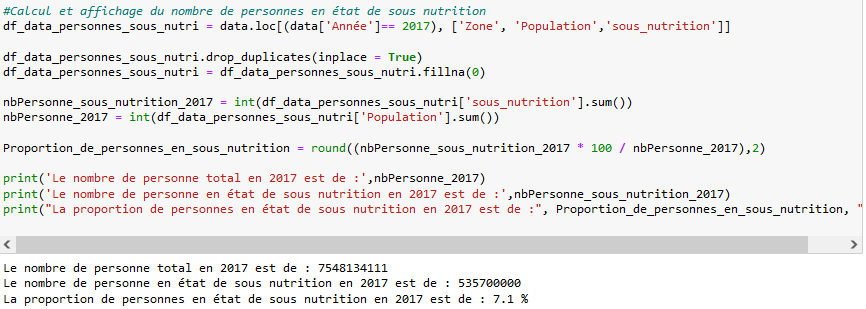 #Calcul et affichage du nombre de personnes en état de sous nutrition
df_data_personnes_sous_nutri = data.loc[(data['Année']== 2017), ['Zone', 'Population','sous_nutrition']]
df_data_personnes_sous_nutri.drop_duplicates(inplace = True)
df_data_personnes_sous_nutri = df_data_personnes_sous_nutri.fillna(0)
nbPersonne_sous_nutrition_2017 = int(df_data_personnes_sous_nutri['sous_nutrition'].sum())
nbPersonne_2017 = int(df_data_personnes_sous_nutri['Population'].sum())
Proportion_de_personnes_en_sous_nutrition = round((nbPersonne_sous_nutrition_2017 * 100 / nbPersonne_2017),2)
print('Le nombre de personne total en 2017 est de :',nbPersonne_2017)
print('Le nombre de personne en état de sous nutrition en 2017 est de :',nbPersonne_sous_nutrition_2017)
print("La proportion de personnes en état de sous nutrition en 2017 est de :", Proportion_de_personnes_en_sous_nutrition, "
Le nombre de personne total en 2017 est de : 7548134111
Le nombre de personne en état de sous nutrition en 2017 est de : 535700000
La proportion de personnes en état de sous nutrition en 2017 est de : 7.1 %